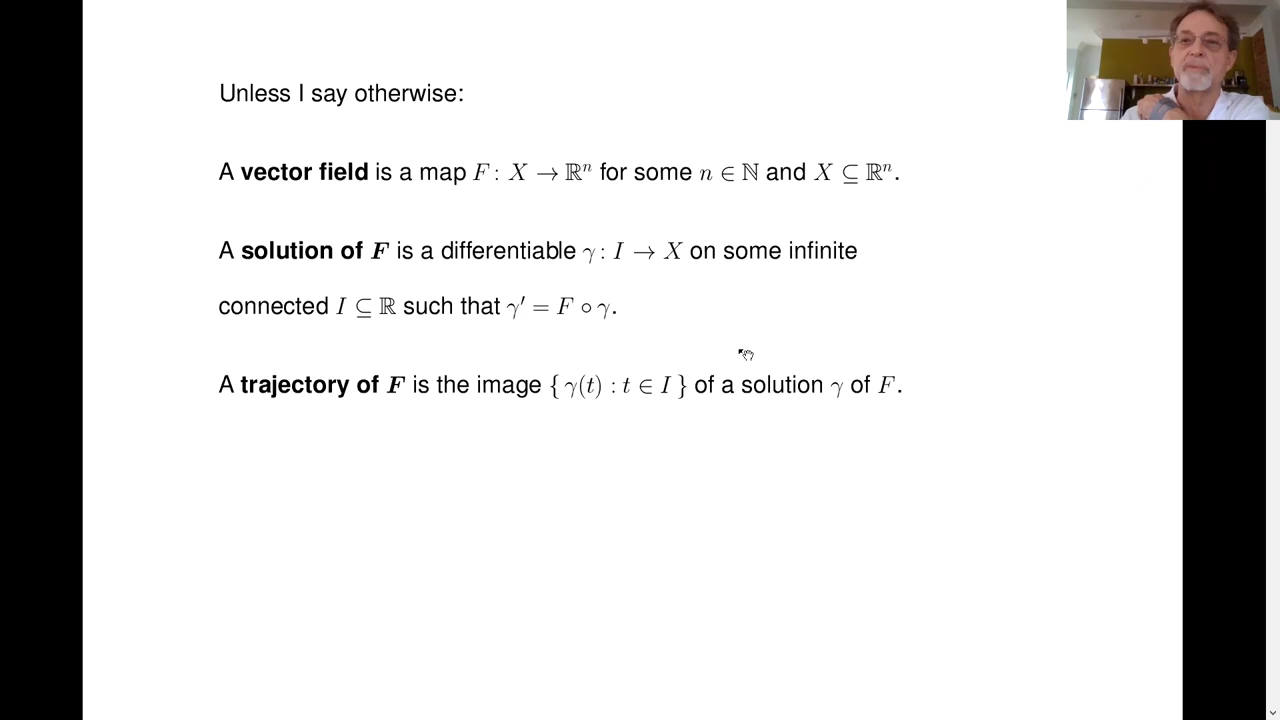 Unless I say otherwise:
A vector field is a map F : X → ℝⁿ for some n ∈ ℕ and X ⊆ ℝⁿ.
A solution of F is a differentiable γ : I → X on some infinite
connected I ⊆ ℝ such that γ′ = F ∘ γ.
A trajectory of F is the image { γ(t) : t ∈ I } of a solution γ of F.